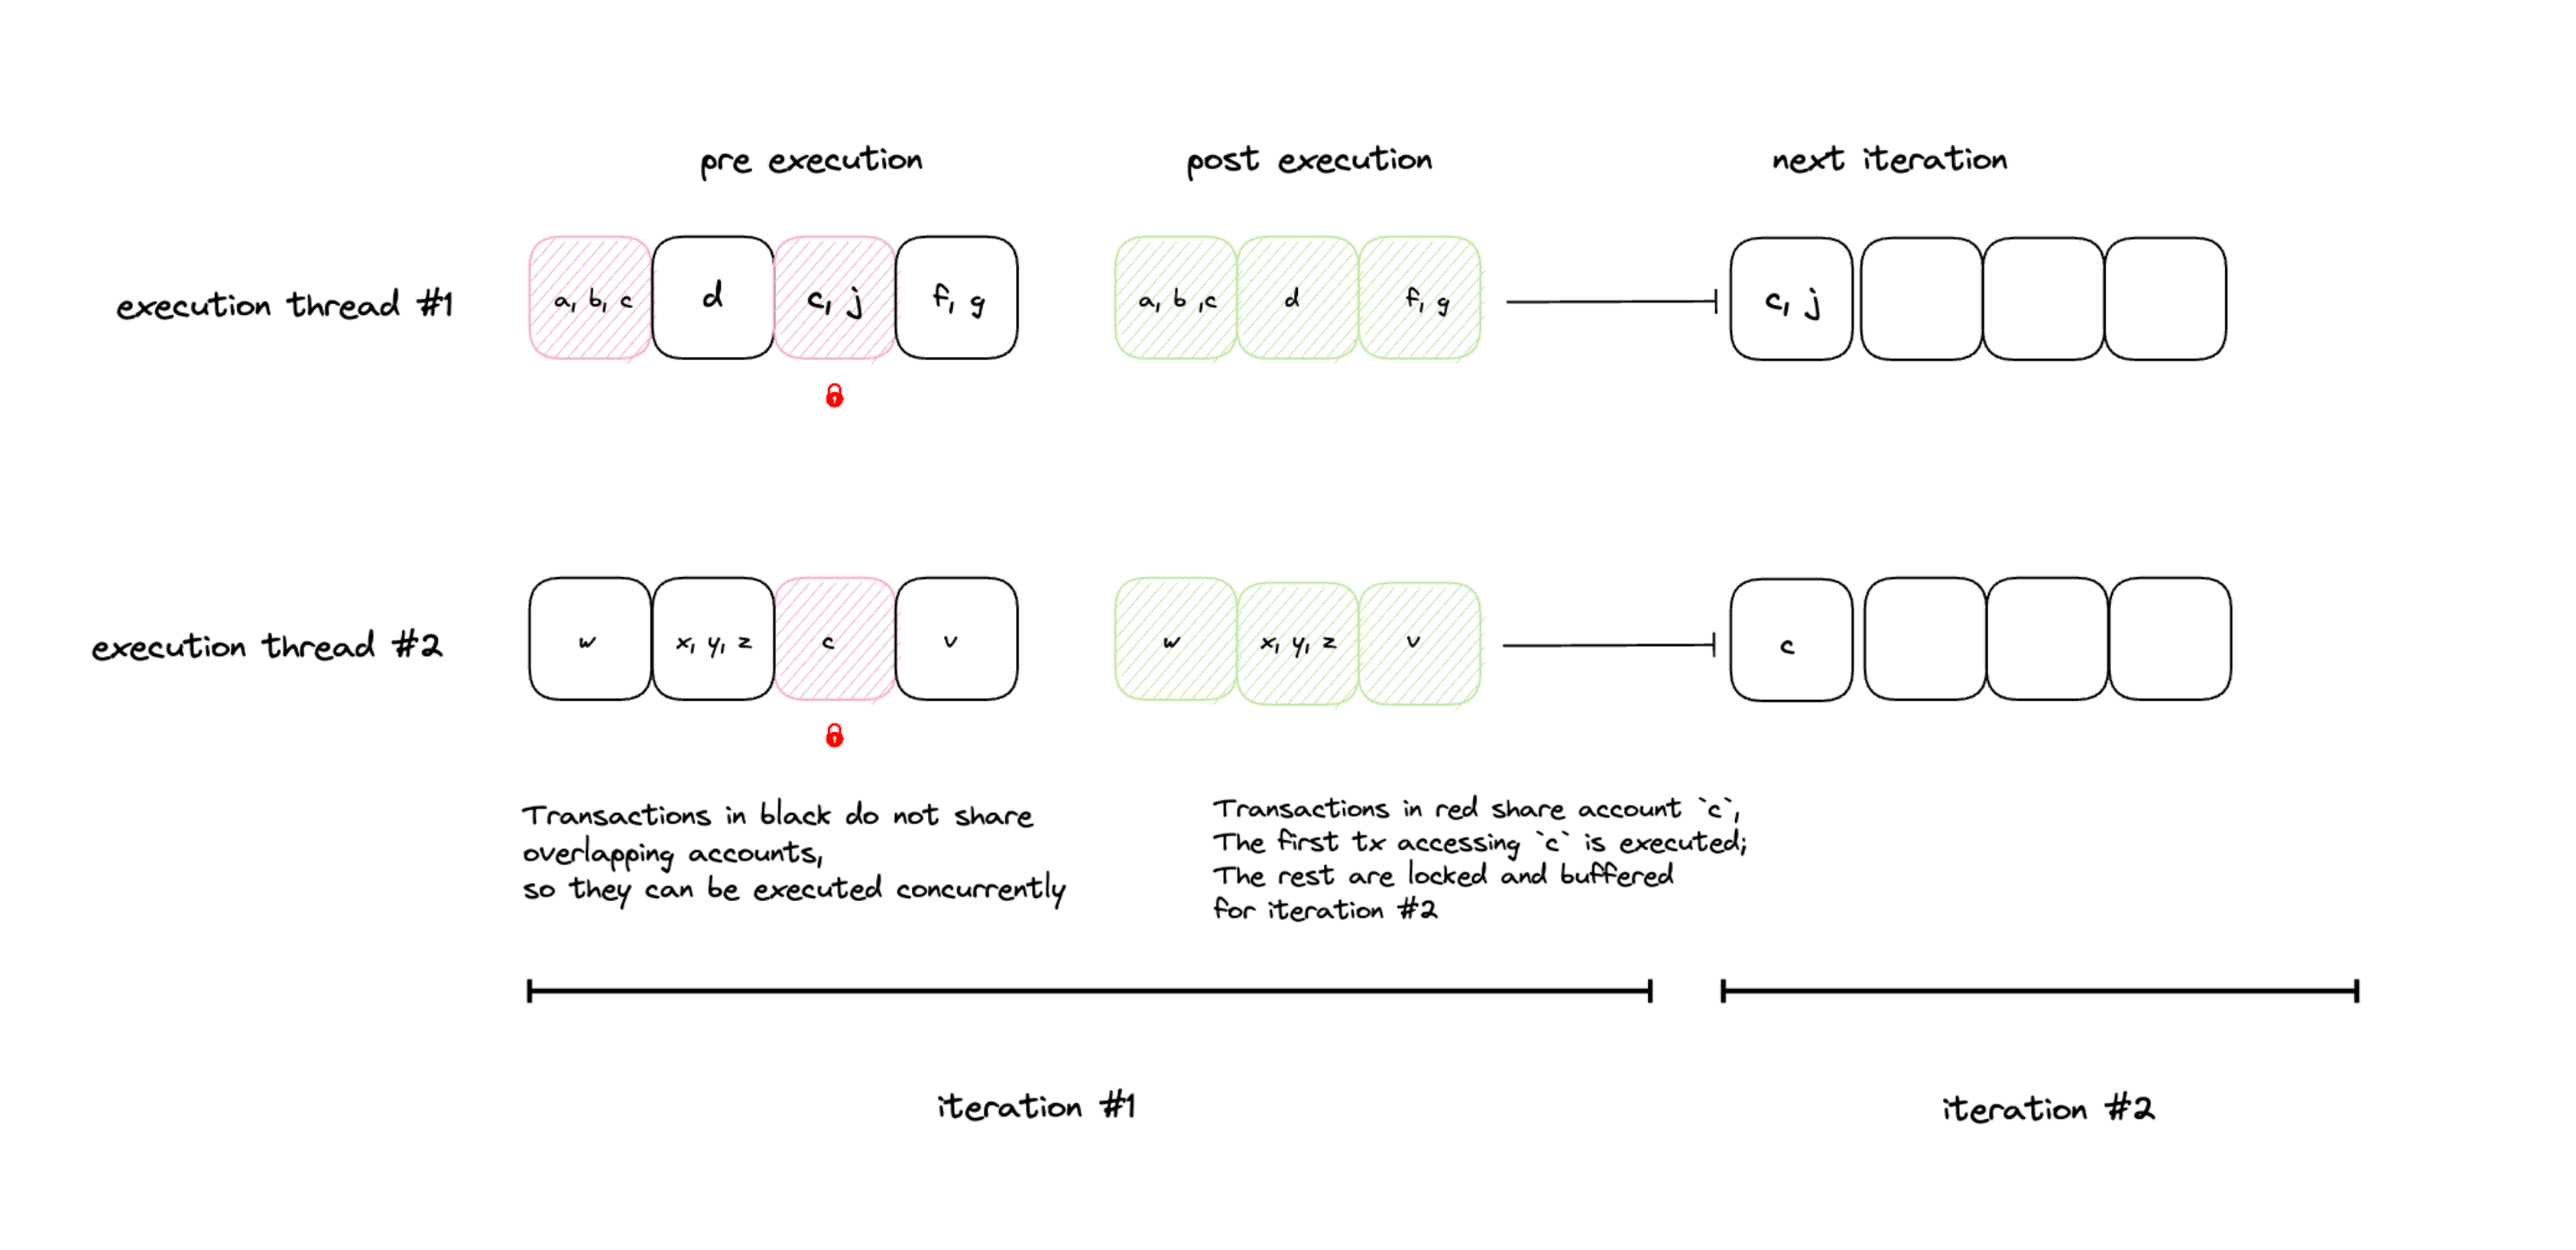 pre execution
post execution
next iteration
execution thread #1
a, b, c
d
c, j
f, g
a, b ,c
d
f, g
c, j
execution thread #2
w
x, y, z
c
v
w
x, y, z
v
c
Transactions in black do not share
overlapping accounts,
so they can be executed concurrently
Transactions in red share account `c`,
The first tx accessing `c` is executed;
The rest are locked and buffered
for iteration #2
iteration #1
iteration #2